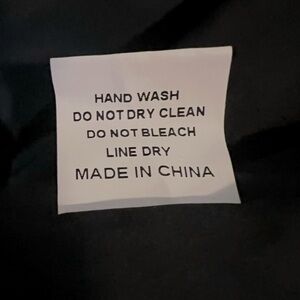 HAND WASH
DO NOT DRY CLEAN
DO NOT BLEACH
LINE DRY
MADE IN CHINA